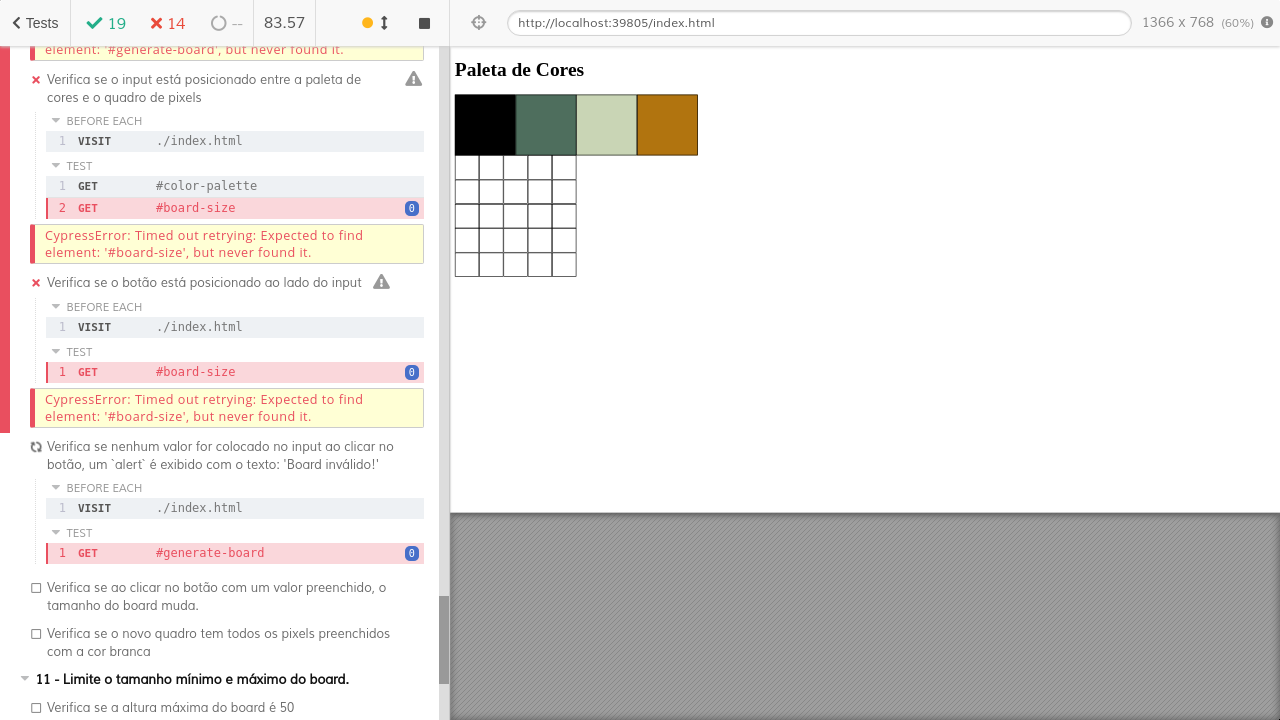 Tests
19
14
--
83.57
http://localhost:39805/index.html
1366 x 768 (60%)
element: '#generate-board', but never found it.
Verifica se o input está posicionado entre a paleta de
cores e o quadro de pixels
BEFORE EACH
1 VISIT ./index.html
TEST
1 GET #color-palette
2 GET #board-size 0
CypressError: Timed out retrying: Expected to find
element: '#board-size', but never found it.
Verifica se o botão está posicionado ao lado do input
BEFORE EACH
1 VISIT ./index.html
TEST
1 GET #board-size 0
CypressError: Timed out retrying: Expected to find
element: '#board-size', but never found it.
Verifica se nenhum valor for colocado no input ao clicar no
botão, um `alert` é exibido com o texto: 'Board inválido!'
BEFORE EACH
1 VISIT ./index.html
TEST
1 GET #generate-board 0
Verifica se ao clicar no botão com um valor preenchido, o
tamanho do board muda.
Verifica se o novo quadro tem todos os pixels preenchidos
com a cor branca
11 - Limite o tamanho mínimo e máximo do board.
Verifica se a altura máxima do board é 50
Paleta de Cores